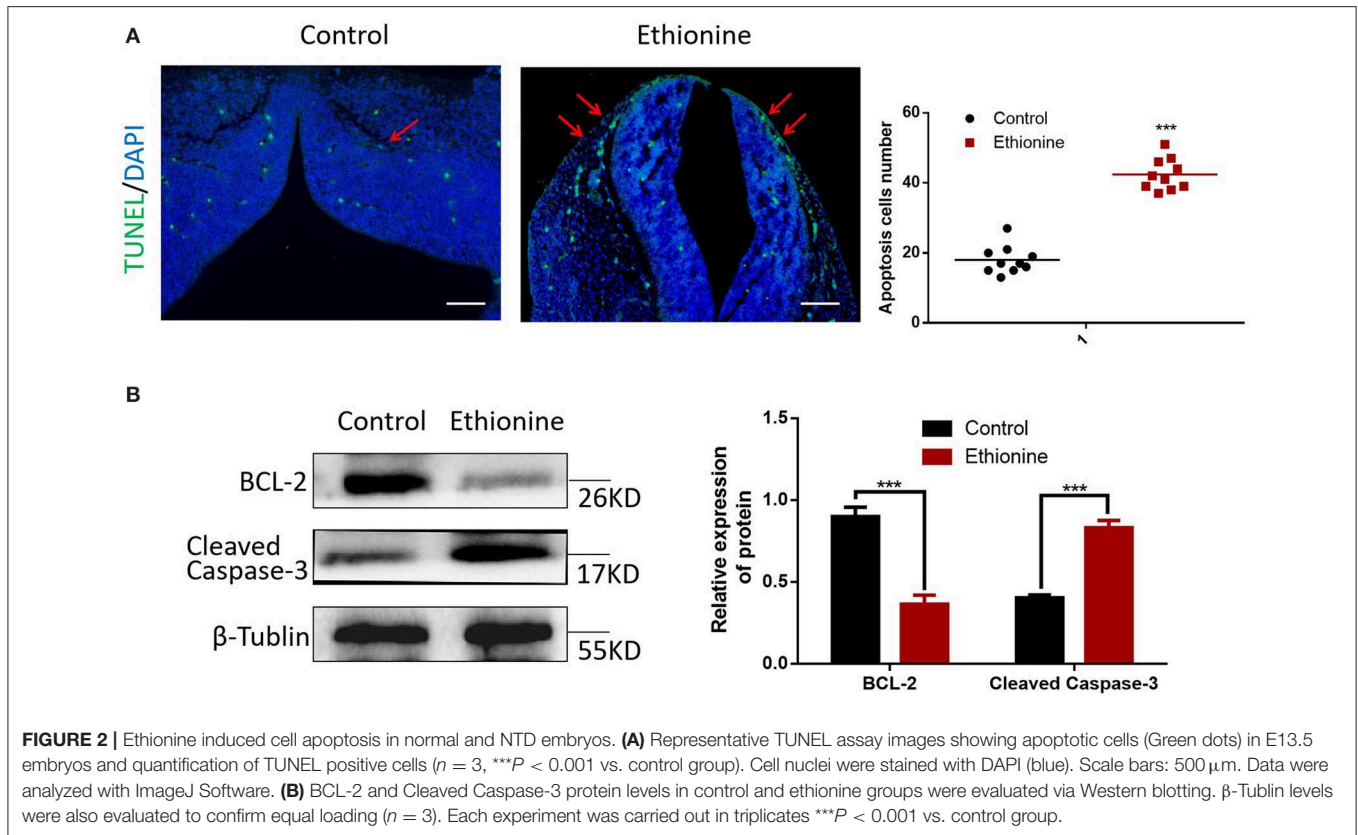 A
Control
Ethionine
TUNEL/DAPI
Apoptosis cells number
60
40
20
0
Control
Ethionine
***
1
B
Control Ethionine
BCL-2
26KD
Cleaved
Caspase-3
17KD
β-Tublin
55KD
Relative expression
of protein
1.5
1.0
0.5
0.0
Control
Ethionine
***
***
BCL-2
Cleaved Caspase-3
FIGURE 2 | Ethionine induced cell apoptosis in normal and NTD embryos. (A) Representative TUNEL assay images showing apoptotic cells (Green dots) in E13.5
embryos and quantification of TUNEL positive cells (n = 3, ***P < 0.001 vs. control group). Cell nuclei were stained with DAPI (blue). Scale bars: 500 μm. Data were
analyzed with ImageJ Software. (B) BCL-2 and Cleaved Caspase-3 protein levels in control and ethionine groups were evaluated via Western blotting. β-Tublin levels
were also evaluated to confirm equal loading (n = 3). Each experiment was carried out in triplicates ***P < 0.001 vs. control group.